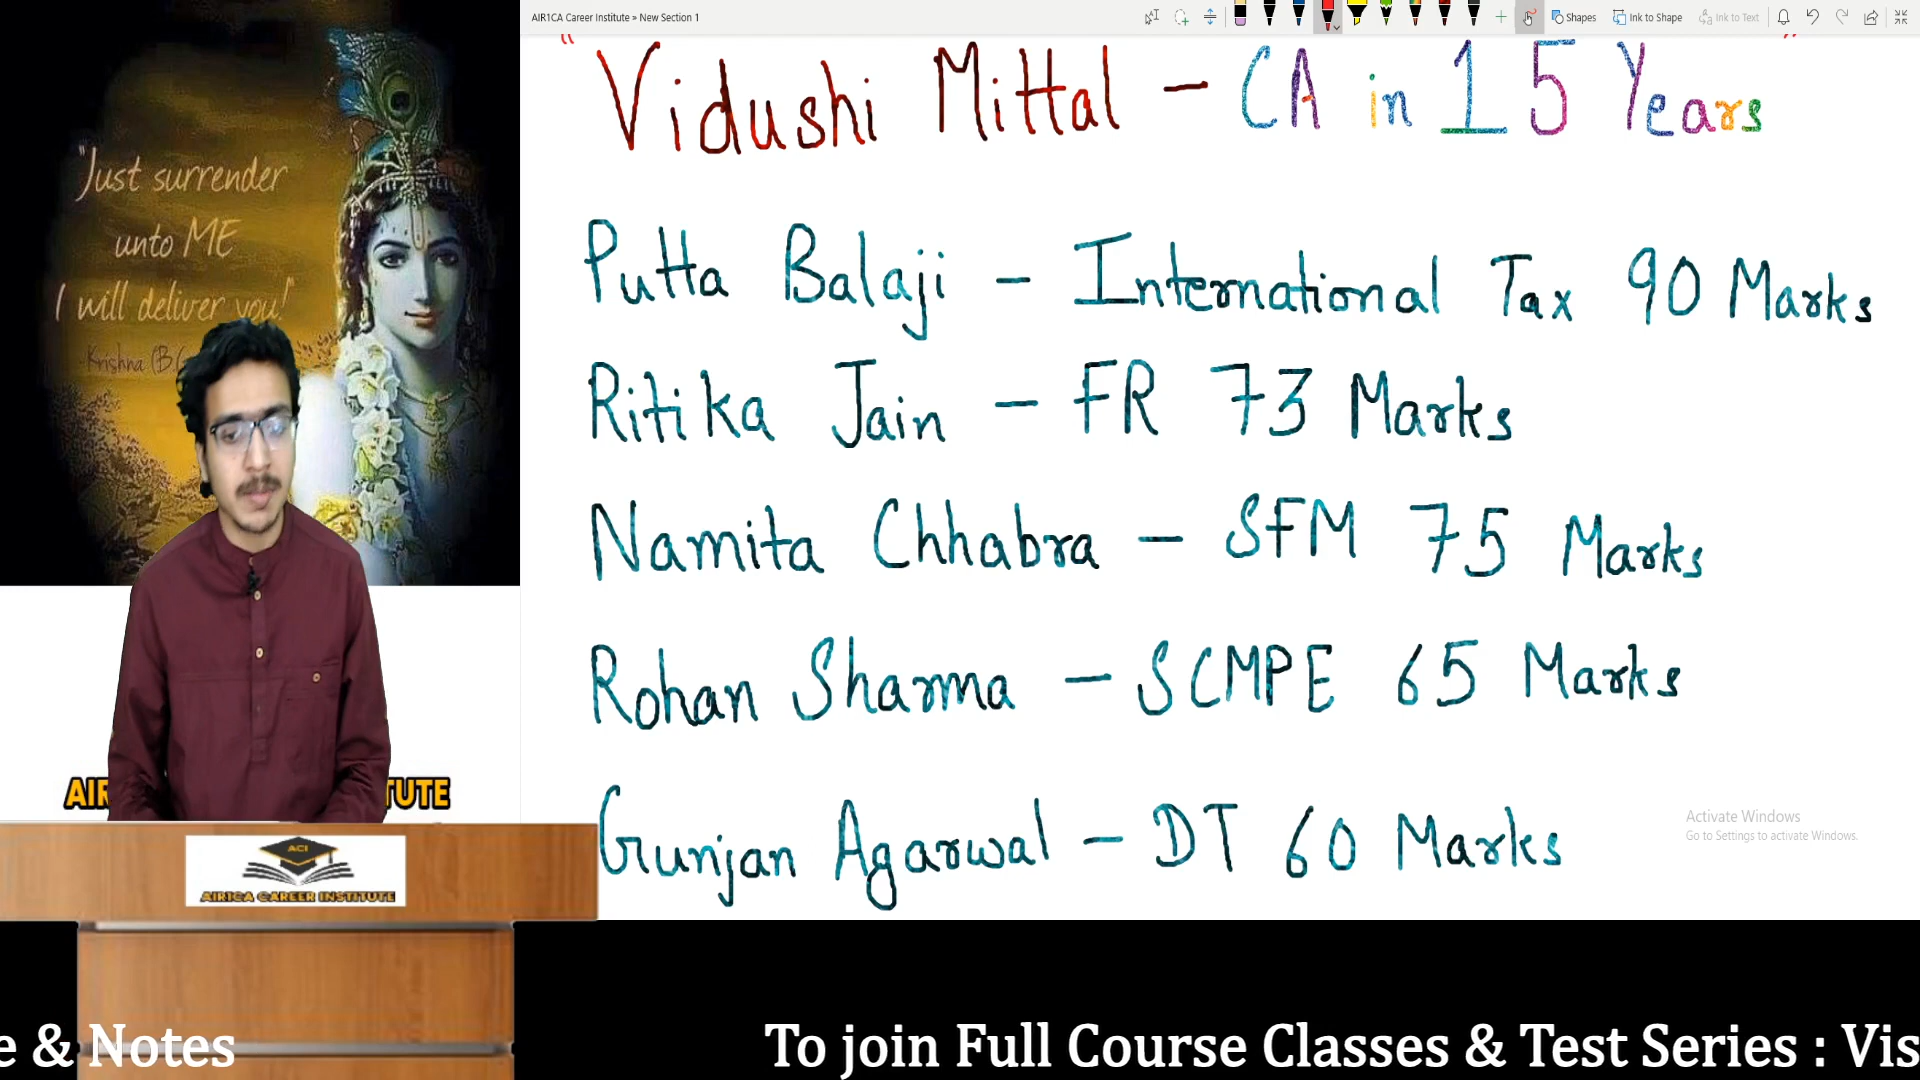 AIR1CA Career Institute » New Section 1
Shapes
Ink to Shape
Ink to Text
"Vidushi Mittal - CA in 15 Years"
"Just surrender
unto ME
I will deliver you!"
Krishna (B.G
Putta Balaji - International Tax 90 Marks
Ritika Jain - FR 73 Marks
Namita Chhabra - SFM 75 Marks
Rohan Sharma - SCMPE 65 Marks
Gunjan Agarwal - DT 60 Marks
Activate Windows
Go to Settings to activate Windows.
AIR TUTE
ACI
AIR1CA CAREER INSTITUTE
e & Notes To join Full Course Classes & Test Series : Vis